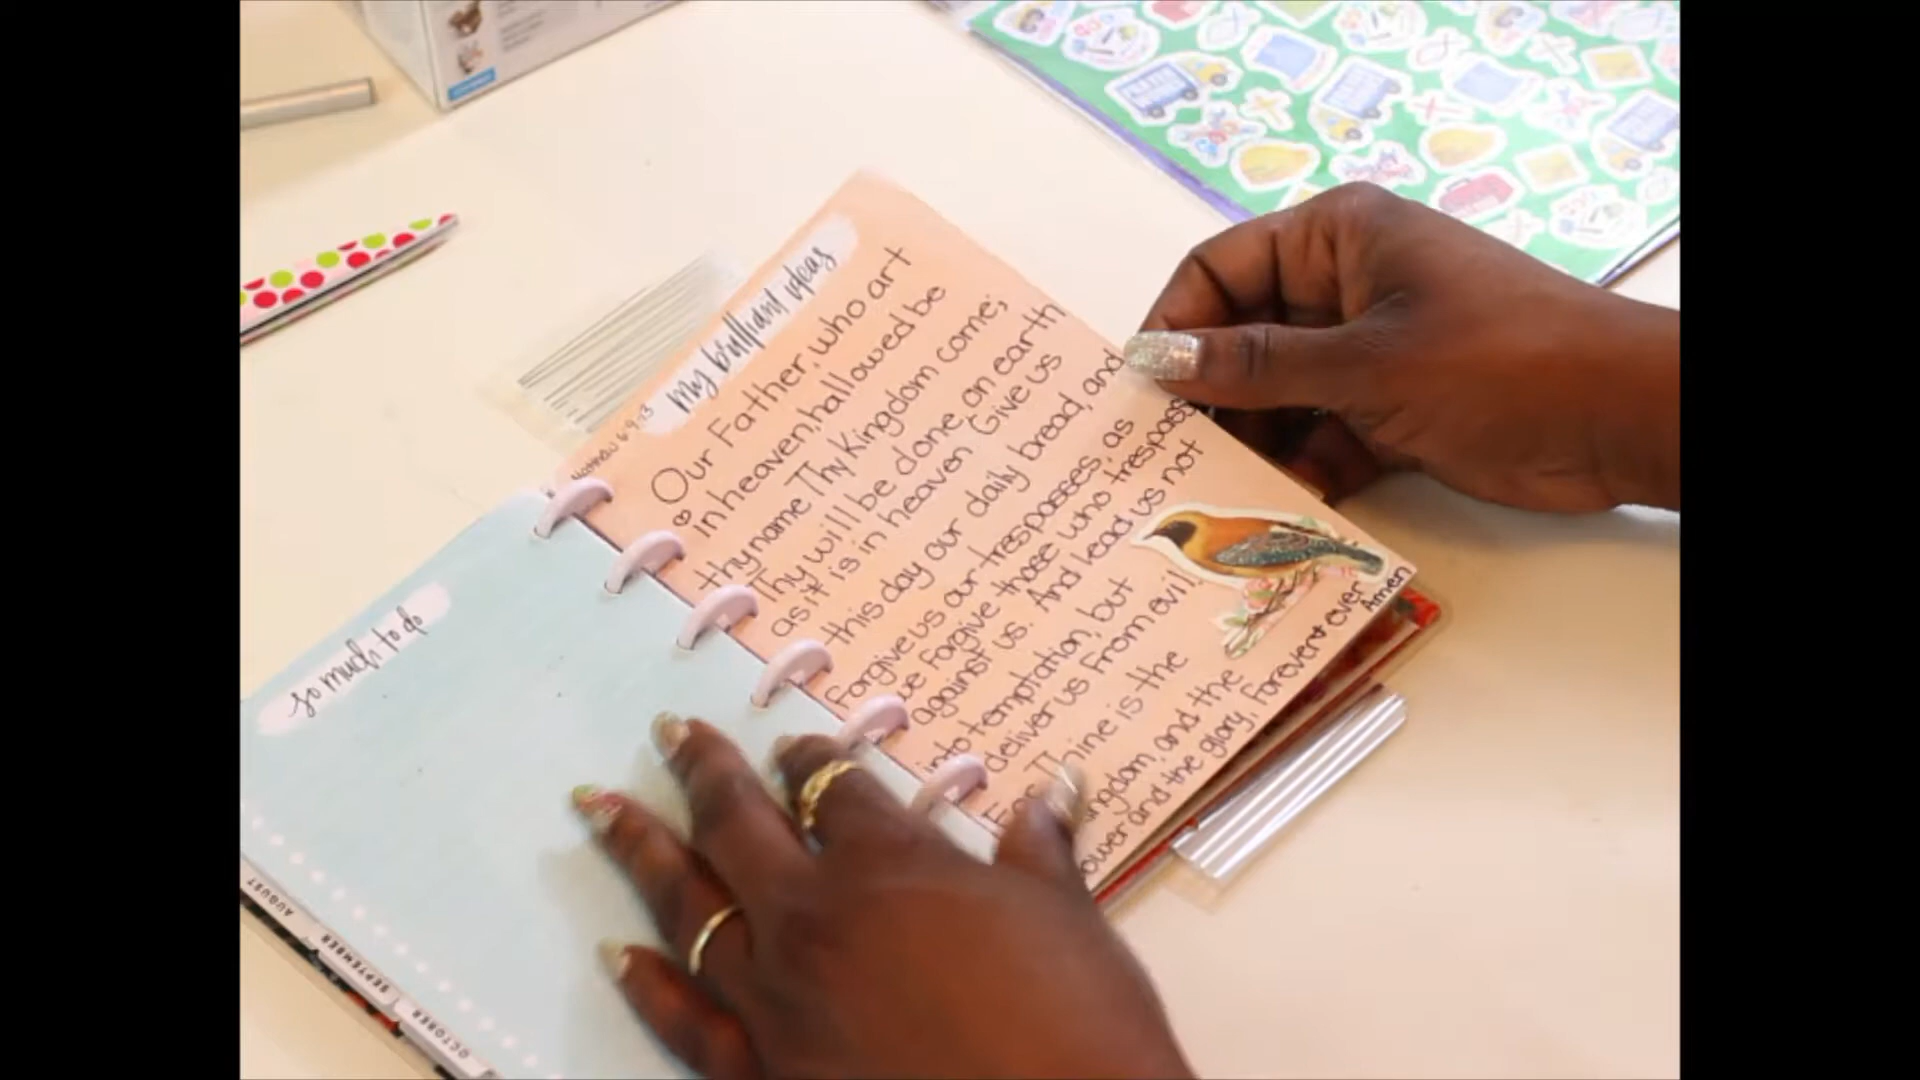 my brilliant ideas
Matthew 6:9-13
Our Father, who art
in heaven, hallowed be
thy name Thy Kingdom come;
Thy will be done, on earth
as it is in heaven Give us
this day our daily bread, and
Forgive us our trespasses, as
we forgive those who trespass
against us. And lead us not
into temptation, but
deliver us from evil,
For Thine is the
kingdom, and the
power and the glory, forever & ever
Amen
so much to do
AUGUST
SEPTEMBER
OCTOBER